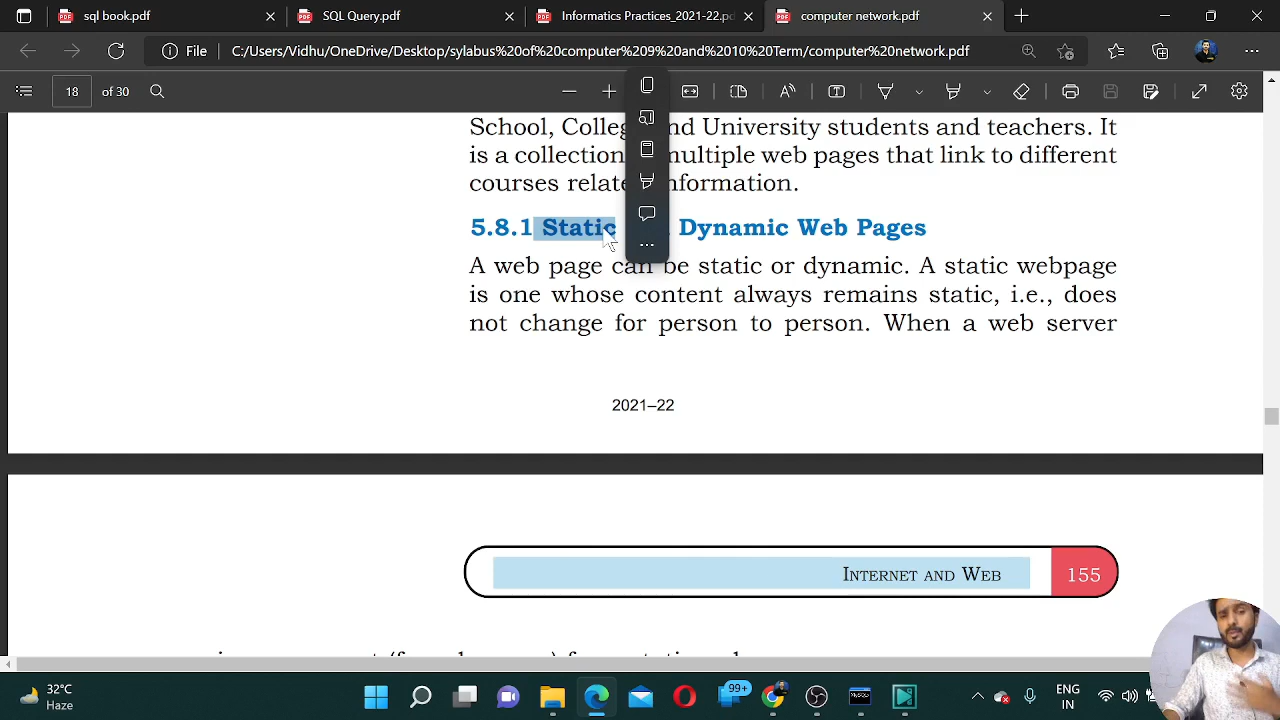 sql book.pdf
SQL Query.pdf
Informatics Practices_2021-22.pd
computer network.pdf
File
C:/Users/Vidhu/OneDrive/Desktop/sylabus%20of%20computer%209%20and%2010%20Term/computer%20network.pdf
18 of 30
School, Colleg nd University students and teachers. It
is a collection multiple web pages that link to different
courses relate nformation.
5.8.1 Static Dynamic Web Pages
A web page can be static or dynamic. A static webpage
is one whose content always remains static, i.e., does
not change for person to person. When a web server
2021–22
INTERNET AND WEB 155
32°C
Haze
99+
ENG
IN